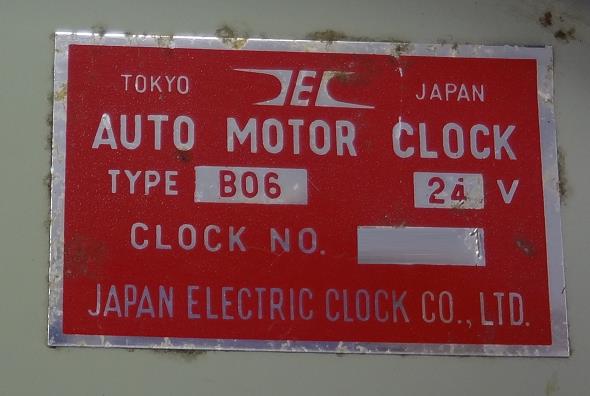 TOKYO JEC JAPAN
AUTO MOTOR CLOCK
TYPE B06 24 V
CLOCK NO.
JAPAN ELECTRIC CLOCK CO., LTD.